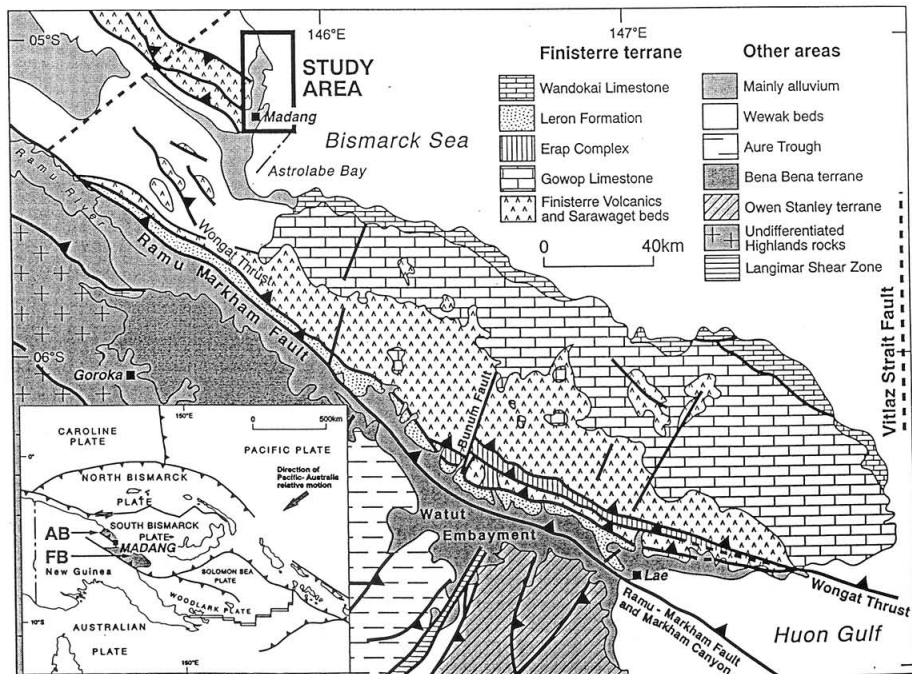 146°E
147°E
05°S
06°S
STUDY
AREA
Madang
Bismarck Sea
Astrolabe Bay
Finisterre terrane
Wandokai Limestone
Leron Formation
Erap Complex
Gowop Limestone
Finisterre Volcanics
and Sarawaget beds
0
40km
Other areas
Mainly alluvium
Wewak beds
Aure Trough
Bena Bena terrane
Owen Stanley terrane
Undifferentiated
Highlands rocks
Langimar Shear Zone
Vitlaz Strait Fault
Ramu River
Wongat Thrust
Ramu Markham Fault
Goroka
Bunum Fault
Watut
Embayment
Lae
Wongat Thrust
Ramu - Markham Fault
and Markham Canyon
Huon Gulf
150°E
0
500km
CAROLINE
PLATE
PACIFIC PLATE
0°
NORTH BISMARCK
PLATE
Direction of
Pacific- Australia
relative motion
SOUTH BISMARCK
PLATE
MADANG
AB
FB
New Guinea
SOLOMON SEA
PLATE
WOODLARK PLATE
10°S
AUSTRALIAN
PLATE
150°E